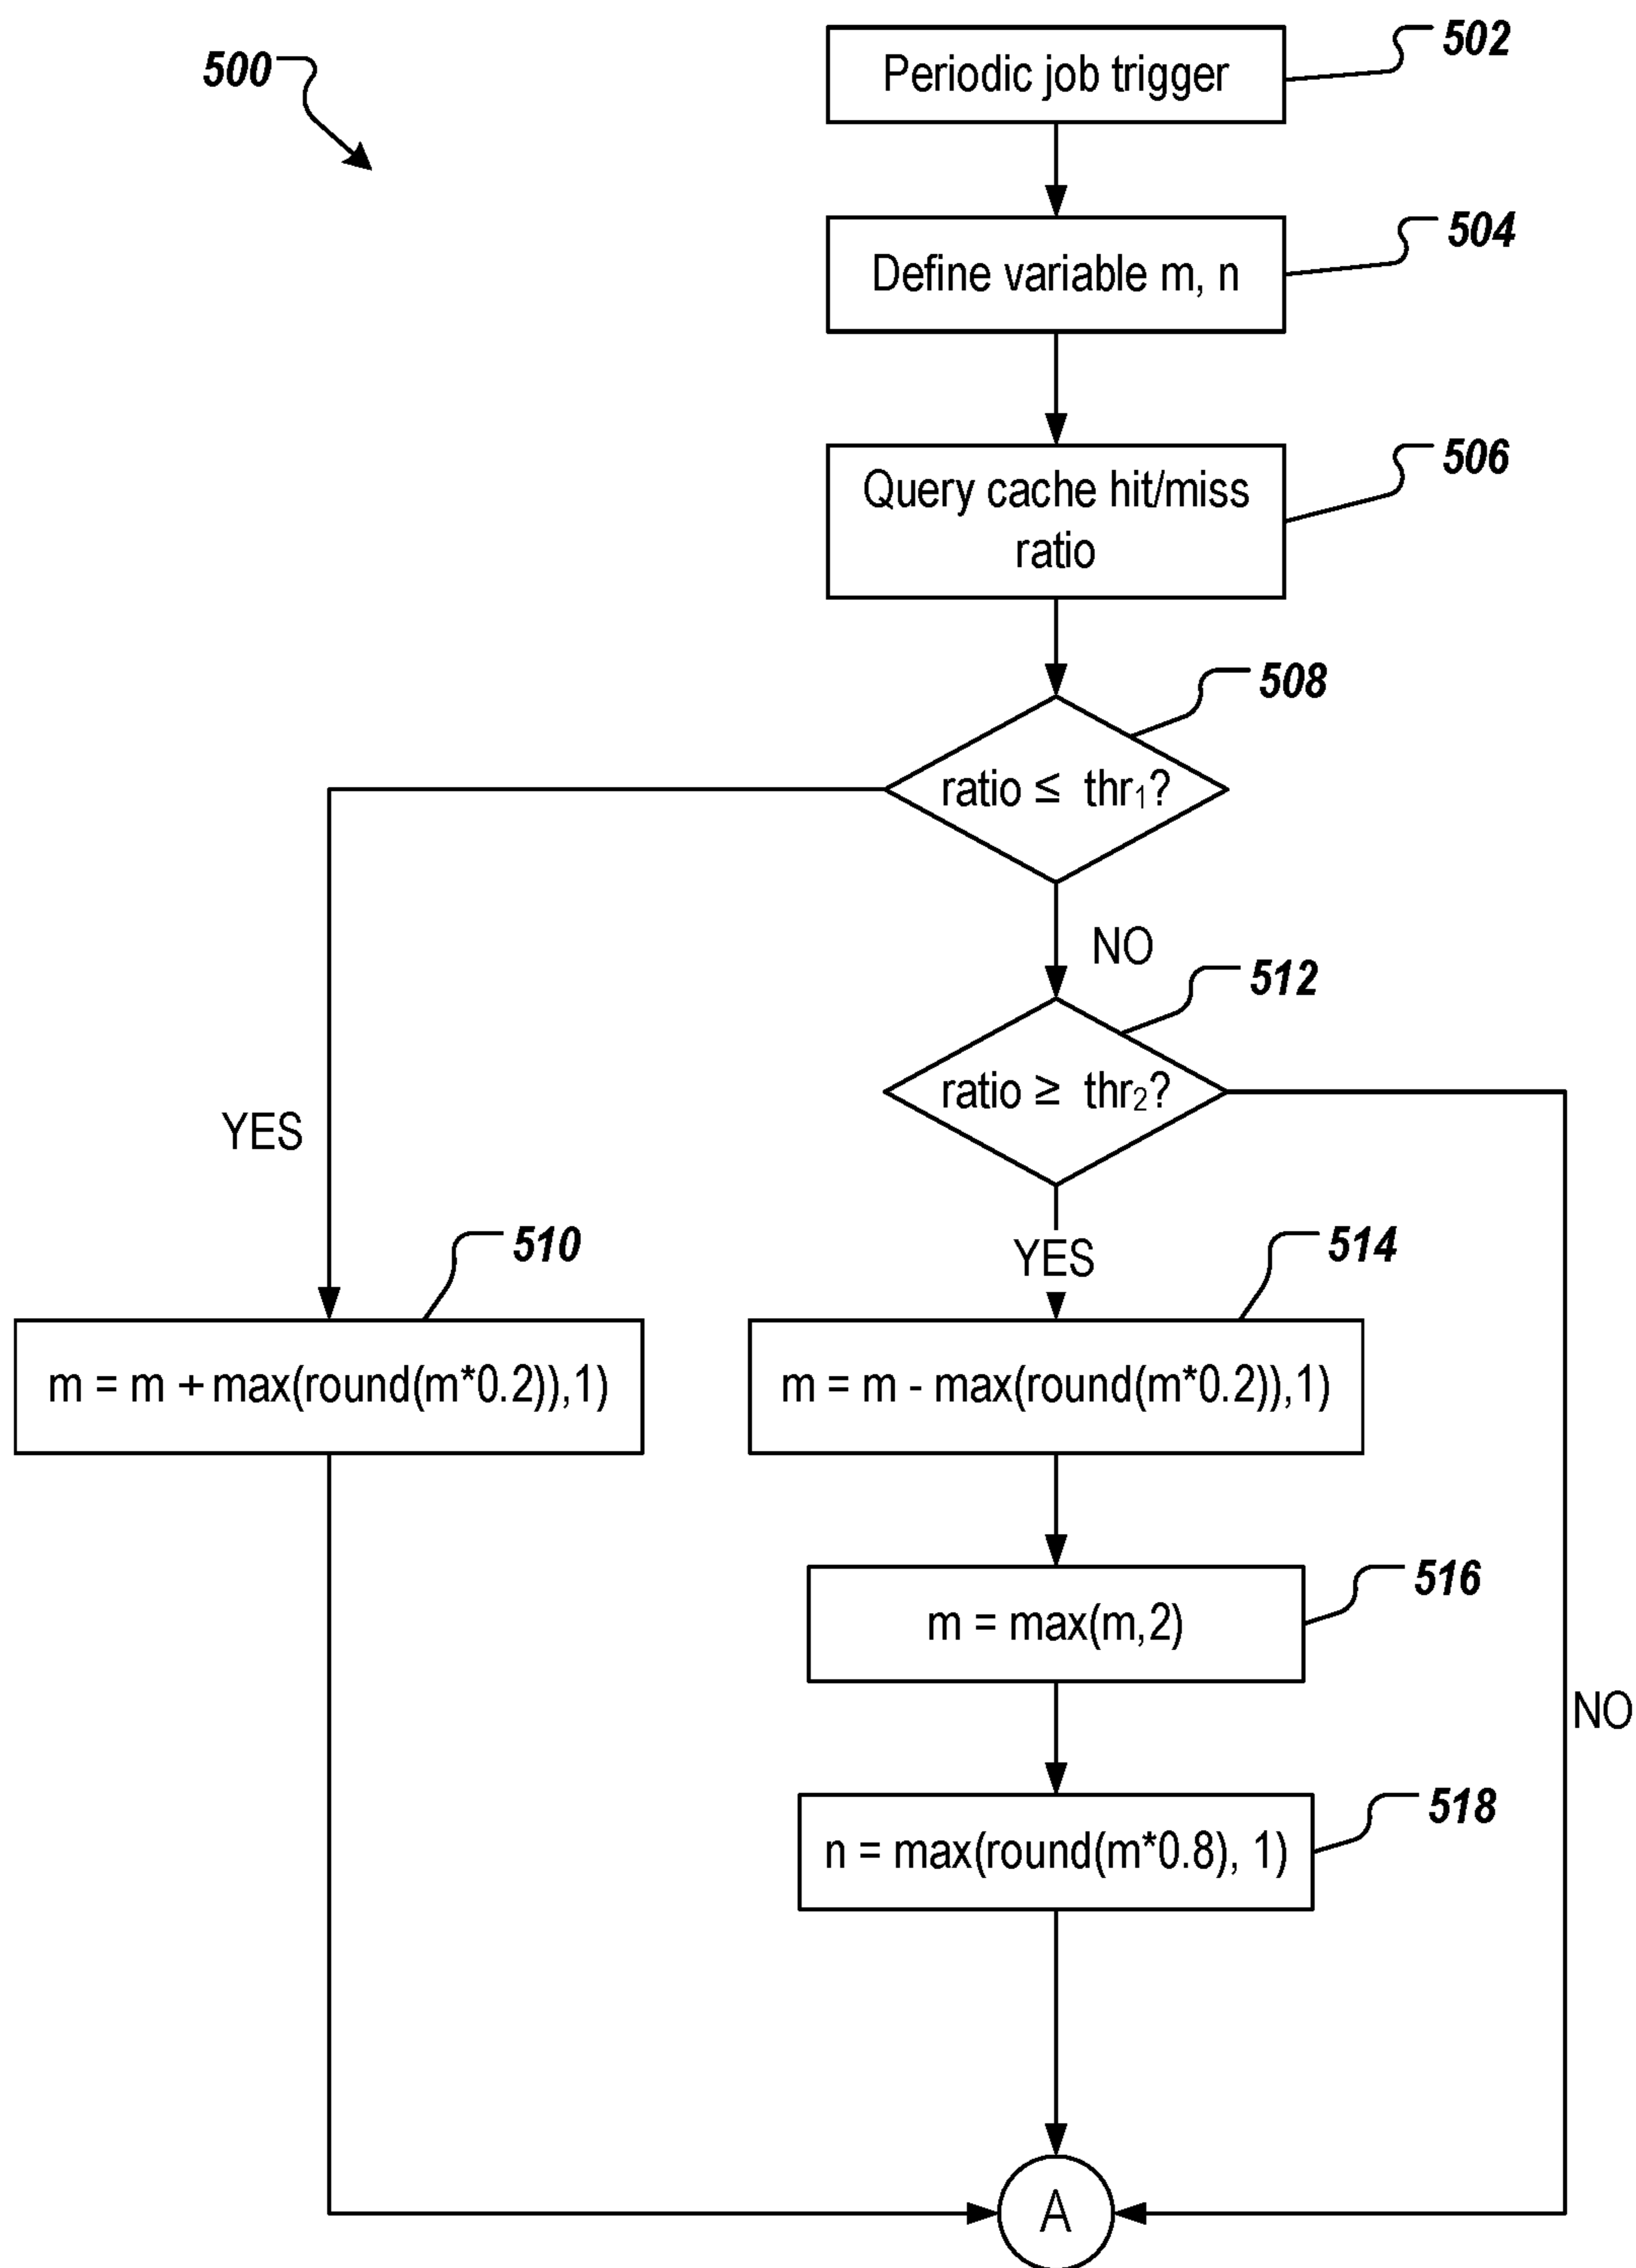 500
502
Periodic job trigger
504
Define variable m, n
506
Query cache hit/miss
ratio
508
ratio ≤ thr₁?
NO
512
ratio ≥ thr₂?
YES
YES
510
514
m = m + max(round(m*0.2)),1)
m = m - max(round(m*0.2)),1)
516
m = max(m,2)
NO
518
n = max(round(m*0.8), 1)
A